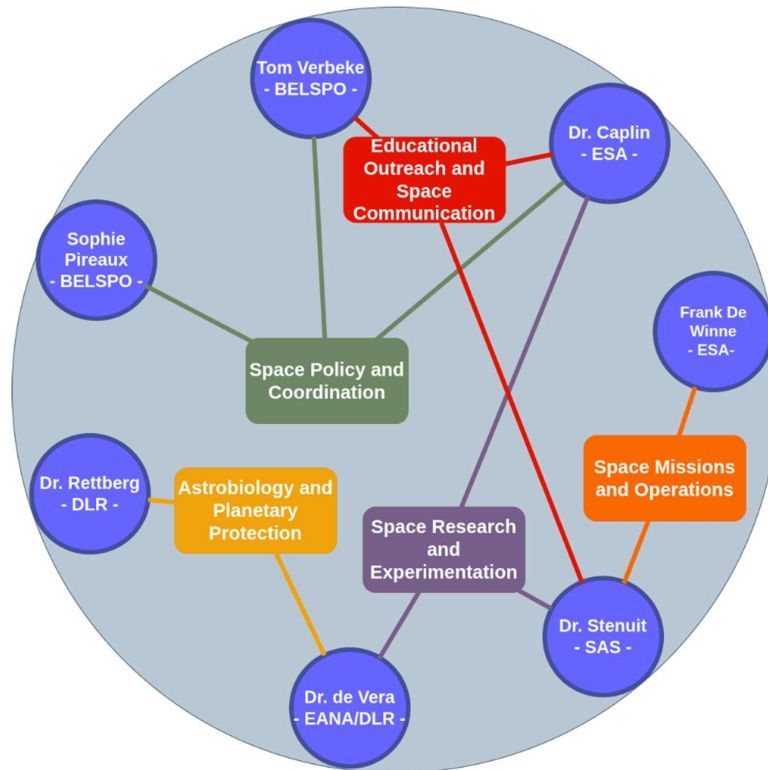 Tom Verbeke
- BELSPO -
Dr. Caplin
- ESA -
Educational
Outreach and
Space
Communication
Sophie
Pireaux
- BELSPO -
Frank De
Winne
- ESA-
Space Policy and
Coordination
Space Missions
and Operations
Dr. Rettberg
- DLR -
Astrobiology and
Planetary
Protection
Space Research
and
Experimentation
Dr. Stenuit
- SAS -
Dr. de Vera
- EANA/DLR -